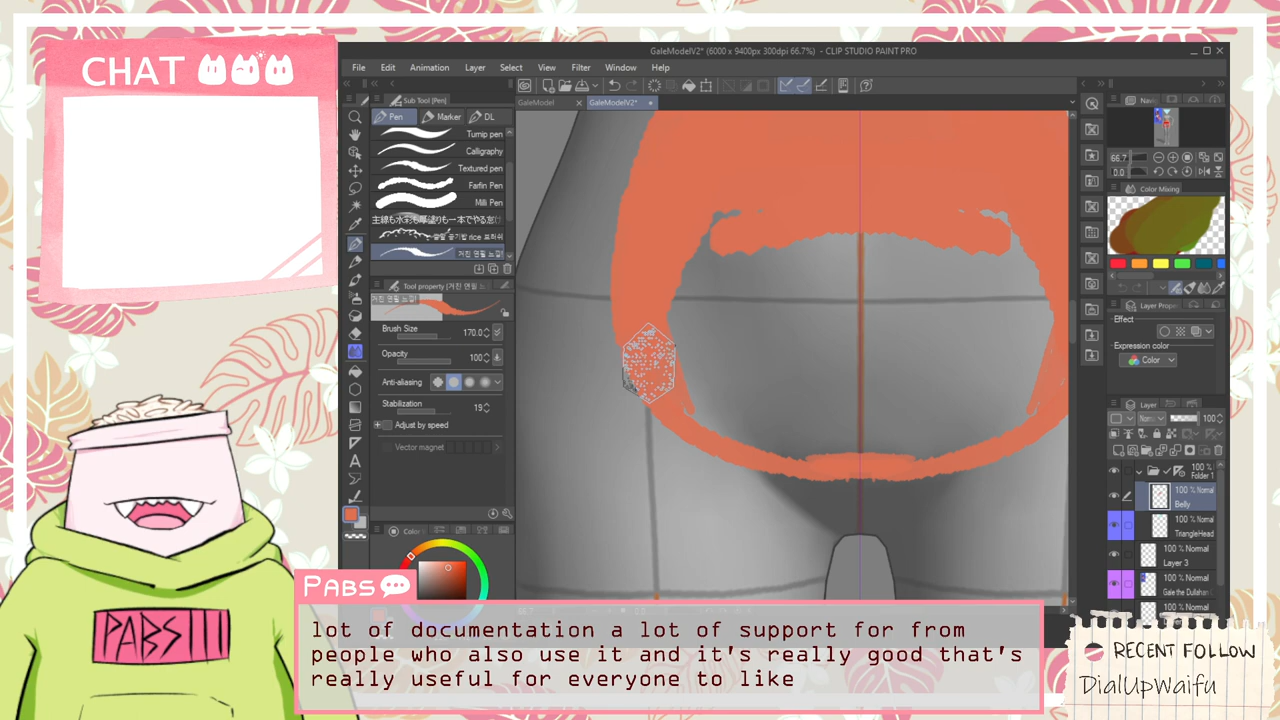 GaleModelV2* (6000 x 9400px 300dpi 66.7%) - CLIP STUDIO PAINT PRO
CHAT
File Edit Animation Layer Select View Filter Window Help
Sub Tool [Pen]
GaleModel
GaleModelV2*
Pen Marker DL
Turnip pen
Calligraphy
Textured pen
Farfin Pen
Milli Pen
Tool property
Brush Size 170.0
Opacity 100
Anti-aliasing
Stabilization 19
Adjust by speed
Vector magnet
Color
66.7
0.0
Color Mixing
Effect
Expression color
Color
Layer
100
100 %
Folder 1
100 % Normal
Belly
100 % Normal
TriangleHead
100 % Normal
Layer 3
100 % Normal
Gale the Dullahan
100 % Normal
PABS
PABS
lot of documentation a lot of support for from
people who also use it and it's really good that's
really useful for everyone to like
RECENT FOLLOW
DialUpWaifu